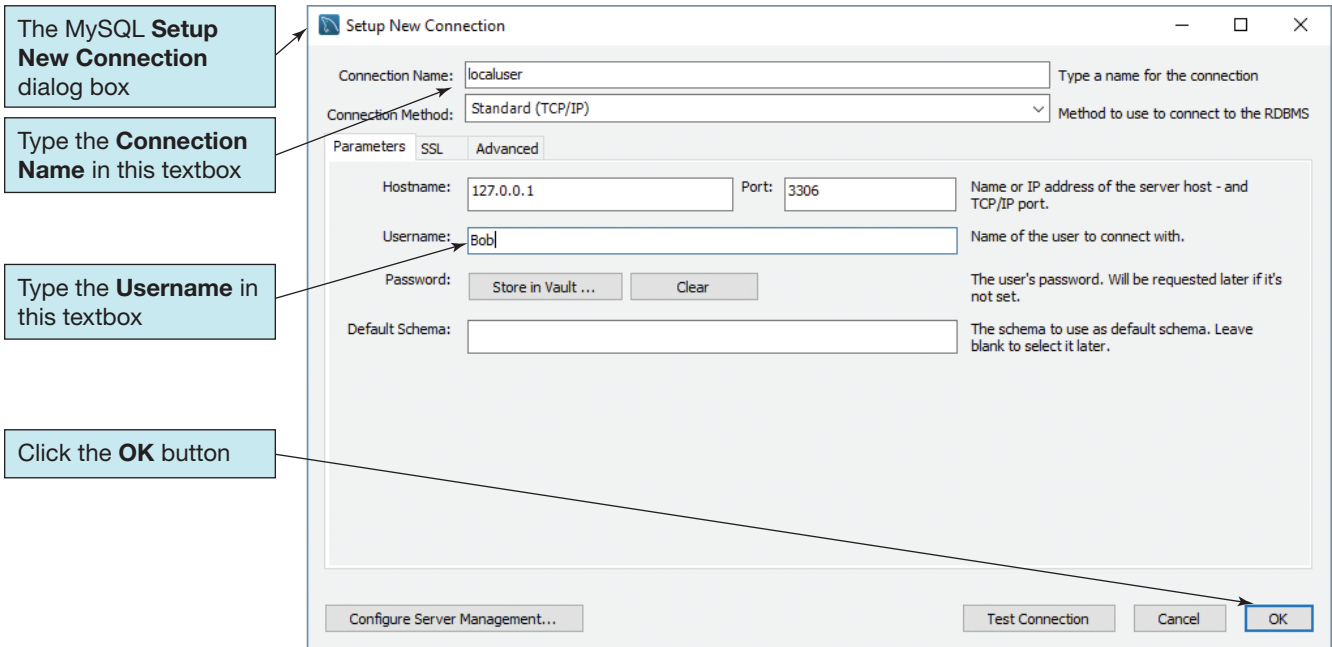 The MySQL Setup
New Connection
dialog box
Type the Connection
Name in this textbox
Type the Username in
this textbox
Click the OK button
Setup New Connection
Connection Name: localuser Type a name for the connection
Connection Method: Standard (TCP/IP) Method to use to connect to the RDBMS
Parameters SSL Advanced
Hostname: 127.0.0.1 Port: 3306 Name or IP address of the server host - and
TCP/IP port.
Username: Bob Name of the user to connect with.
Password: Store in Vault ... Clear The user's password. Will be requested later if it's
not set.
Default Schema: The schema to use as default schema. Leave
blank to select it later.
Configure Server Management... Test Connection Cancel OK